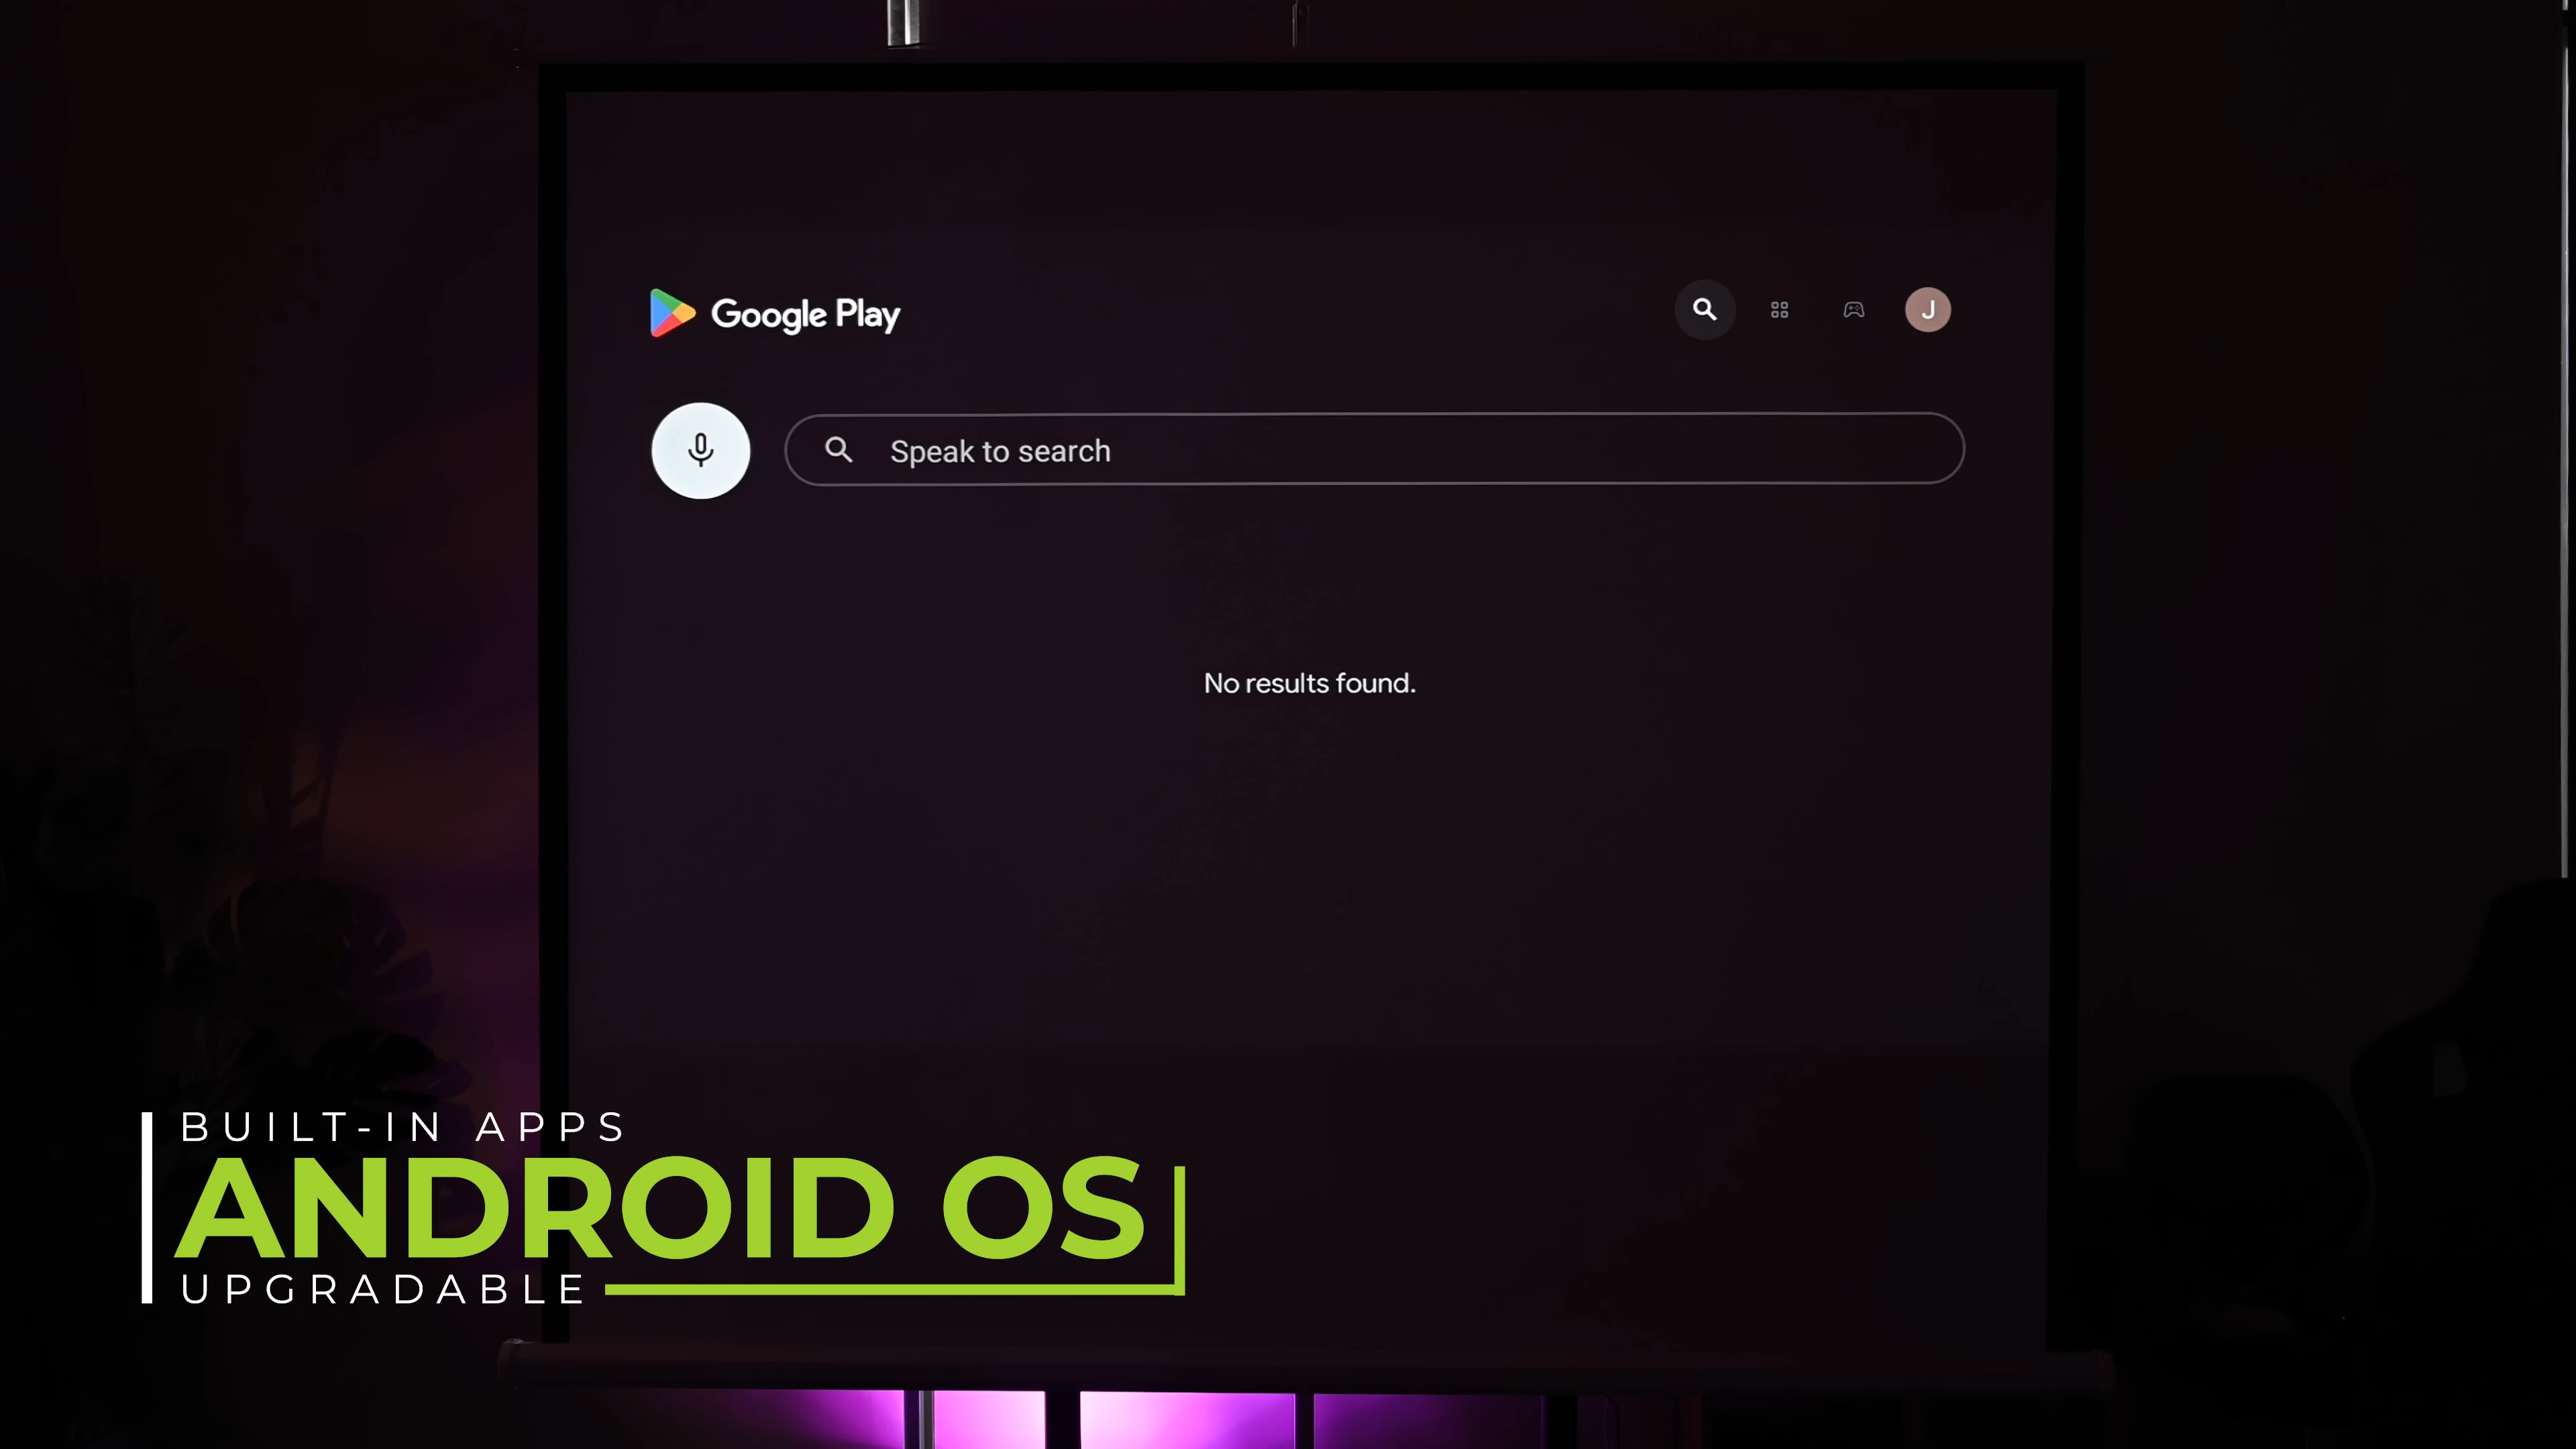 Google Play
J
Speak to search
No results found.
BUILT-IN APPS
ANDROID OS
UPGRADABLE